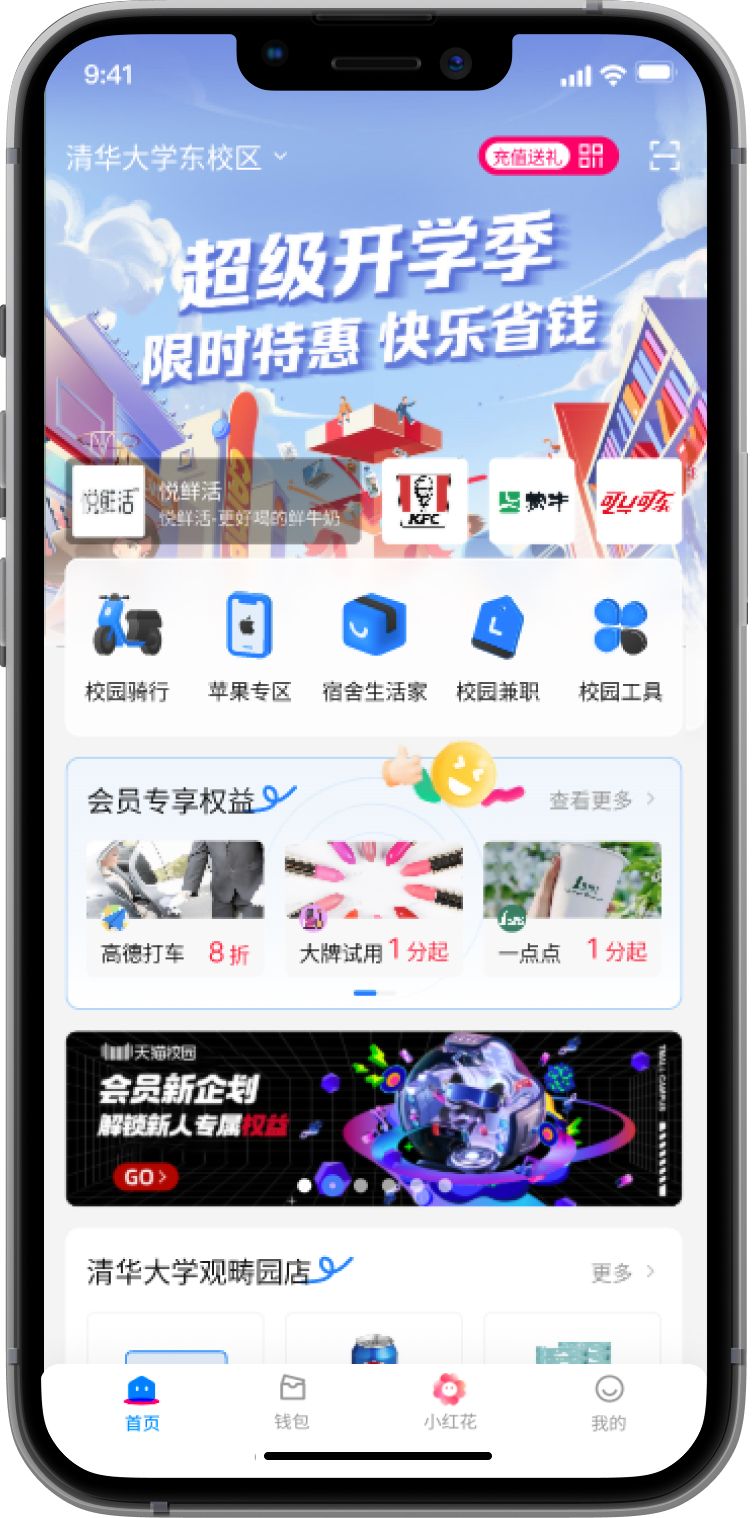 9:41
清华大学东校区
充值送礼
超级开学季
限时特惠 快乐省钱
悦鲜活
悦鲜活
悦鲜活-更好喝的鲜牛奶
KFC
蒙牛
可口可乐
校园骑行
苹果专区
宿舍生活家
校园兼职
校园工具
会员专享权益
查看更多
高德打车
8折
大牌试用
1分起
一点点
1分起
天猫校园
会员新企划
解锁新人专属权益
GO
TMALL CAMPUS
清华大学观畴园店
更多
首页
钱包
小红花
我的